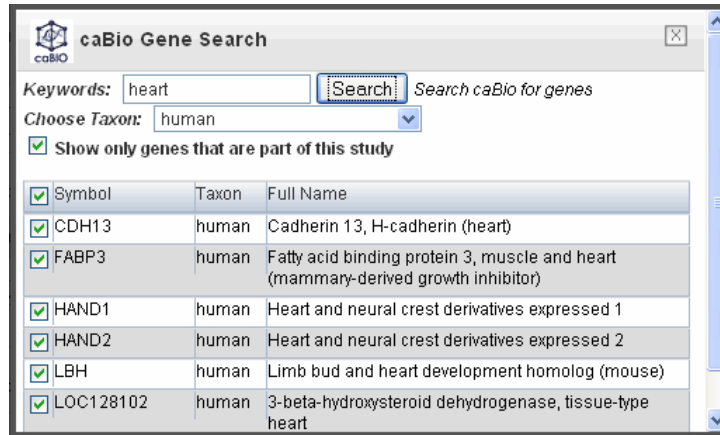 caBIO
caBio Gene Search
X
Keywords: heart Search Search caBio for genes
Choose Taxon: human
Show only genes that are part of this study
Symbol Taxon Full Name
CDH13 human Cadherin 13, H-cadherin (heart)
FABP3 human Fatty acid binding protein 3, muscle and heart
(mammary-derived growth inhibitor)
HAND1 human Heart and neural crest derivatives expressed 1
HAND2 human Heart and neural crest derivatives expressed 2
LBH human Limb bud and heart development homolog (mouse)
LOC128102 human 3-beta-hydroxysteroid dehydrogenase, tissue-type
heart